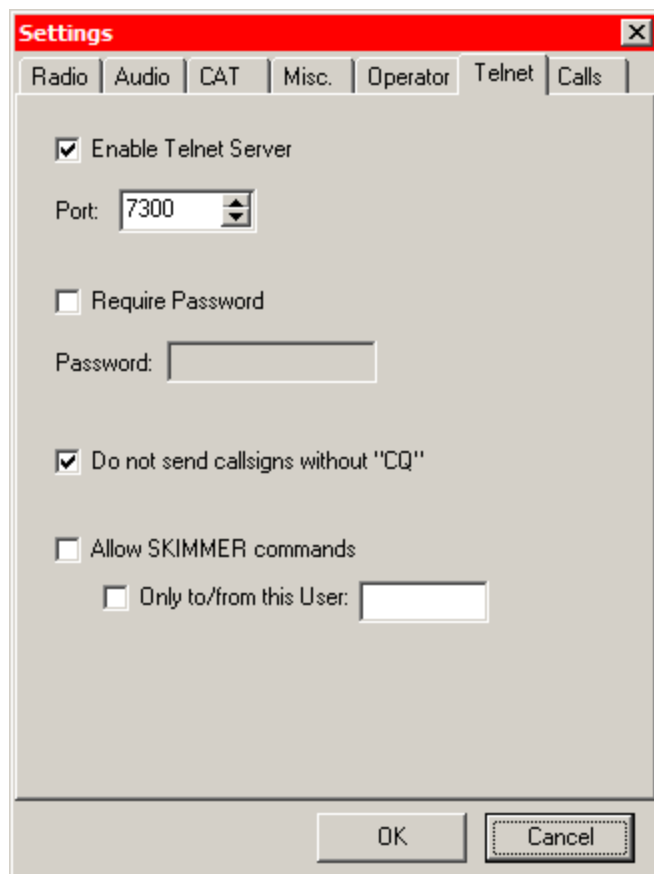 Settings
Radio Audio CAT Misc. Operator Telnet Calls
Enable Telnet Server
Port: 7300
Require Password
Password:
Do not send callsigns without "CQ"
Allow SKIMMER commands
Only to/from this User:
OK Cancel